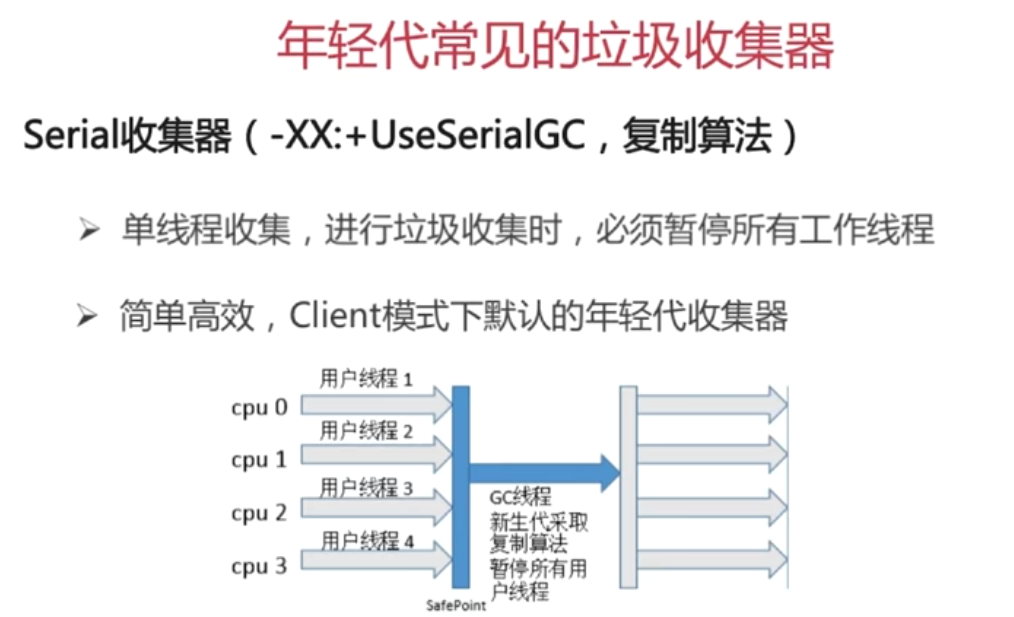 年轻代常见的垃圾收集器
Serial收集器（-XX:+UseSerialGC，复制算法）
➢ 单线程收集，进行垃圾收集时，必须暂停所有工作线程
➢ 简单高效，Client模式下默认的年轻代收集器
用户线程 1
cpu 0
用户线程 2
cpu 1
用户线程 3
cpu 2
用户线程 4
cpu 3
GC线程
新生代采取
复制算法
暂停所有用
户线程
SafePoint